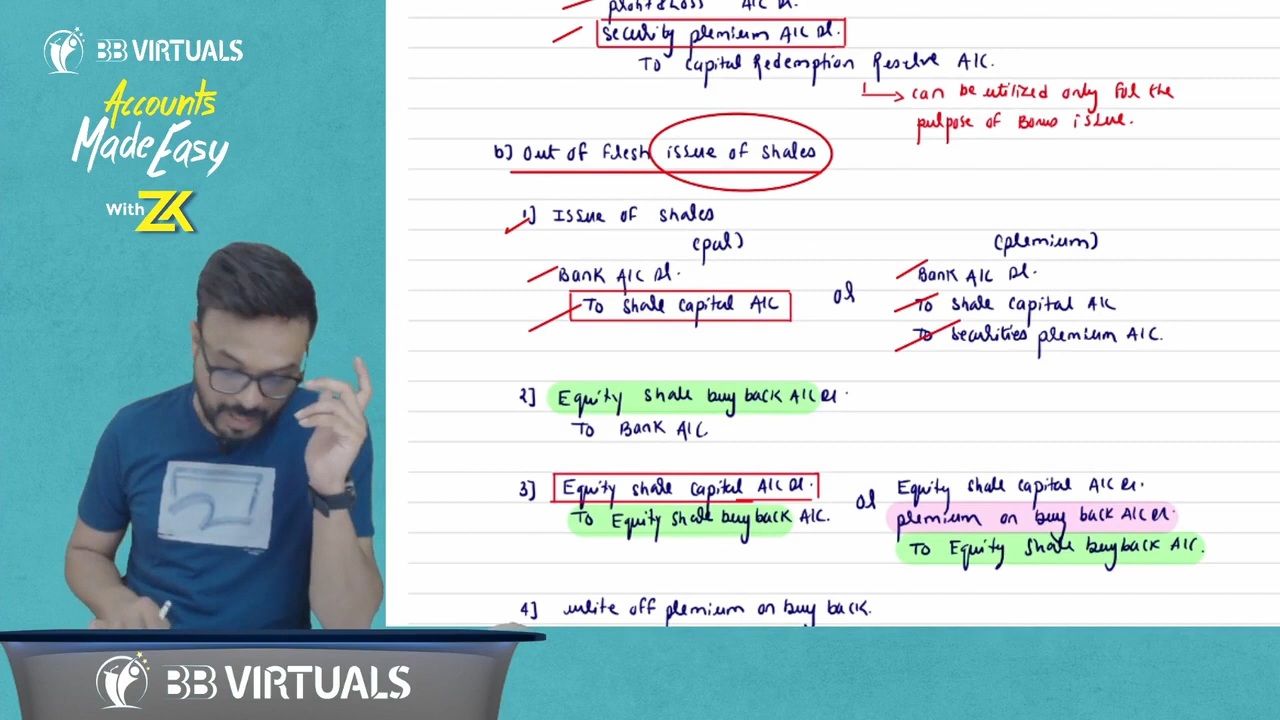 BB VIRTUALS
Accounts
Made Easy
With ZK
profit & Loss A/C Dr.
security premium A/C Dr.
To capital Redemption Reserve A/C.
can be utilized only for the
purpose of Bonus issue.
b] out of fresh issue of shares
1] Issue of shares
(par) (premium)
Bank A/C Dr. Bank A/C Dr.
To share capital A/C or To share capital A/C
To securities premium A/C.
2] Equity share buy back A/C Dr.
To Bank A/C
3] Equity share capital A/C Dr. or Equity share capital A/C Dr.
To Equity share buy back A/C. premium on buy back A/C Dr.
To Equity share buy back A/C.
4] write off premium on buy back.
BB VIRTUALS